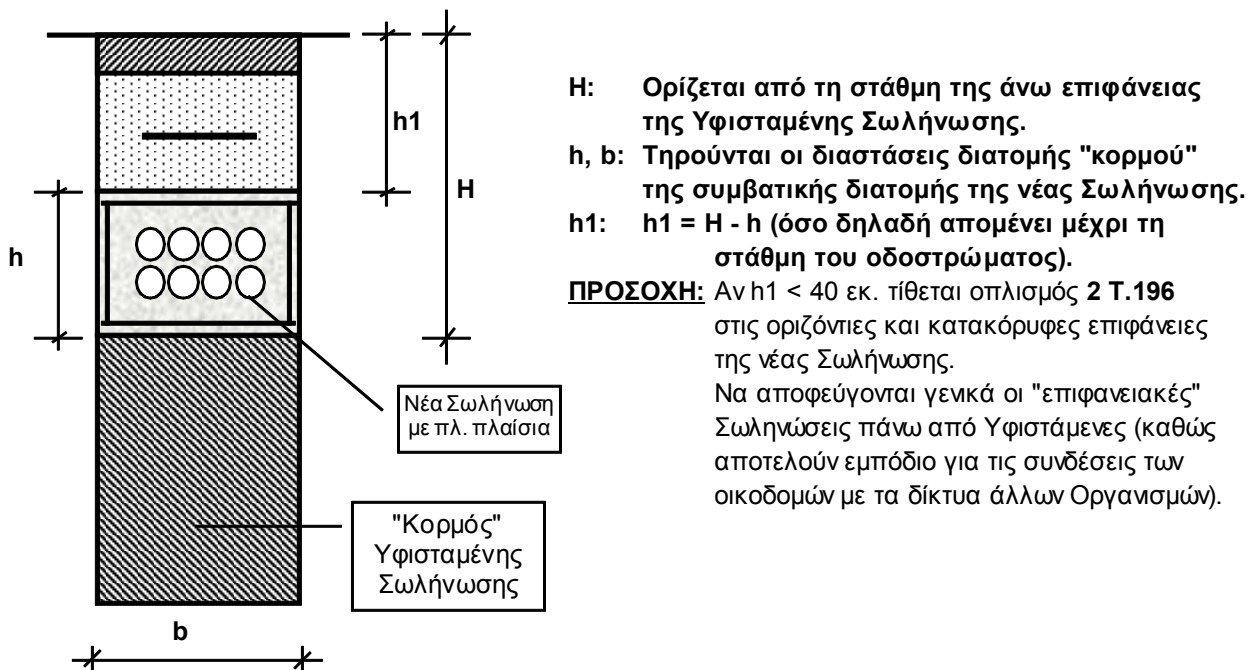 h1
H
h
b
Νέα Σωλήνωση
με πλ. πλαίσια
"Κορμός"
Υφισταμένης
Σωλήνωσης
H: Ορίζεται από τη στάθμη της άνω επιφάνειας
της Υφισταμένης Σωλήνωσης.
h, b: Τηρούνται οι διαστάσεις διατομής "κορμού"
της συμβατικής διατομής της νέας Σωλήνωσης.
h1: h1 = H - h (όσο δηλαδή απομένει μέχρι τη
στάθμη του οδοστρώματος).
ΠΡΟΣΟΧΗ: Αν h1 < 40 εκ. τίθεται οπλισμός 2 Τ.196
στις οριζόντιες και κατακόρυφες επιφάνειες
της νέας Σωλήνωσης.
Να αποφεύγονται γενικά οι "επιφανειακές"
Σωληνώσεις πάνω από Υφιστάμενες (καθώς
αποτελούν εμπόδιο για τις συνδέσεις των
οικοδομών με τα δίκτυα άλλων Οργανισμών).